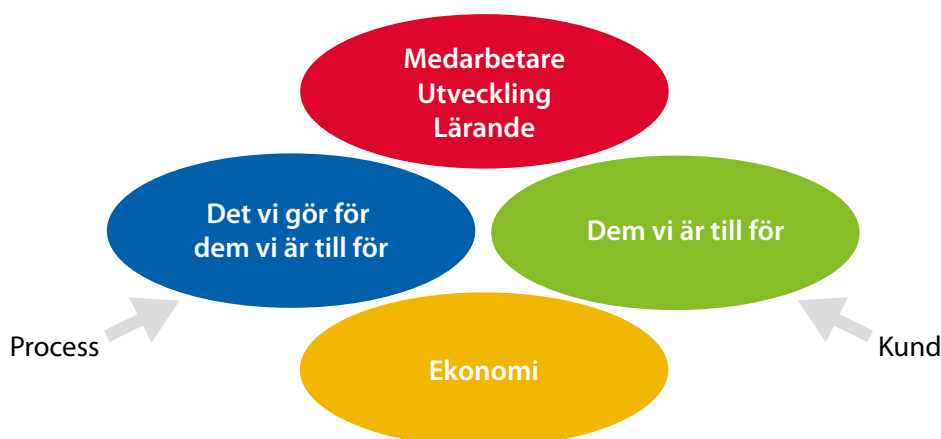 Medarbetare
Utveckling
Lärande
Det vi gör för
dem vi är till för
Dem vi är till för
Process
Kund
Ekonomi